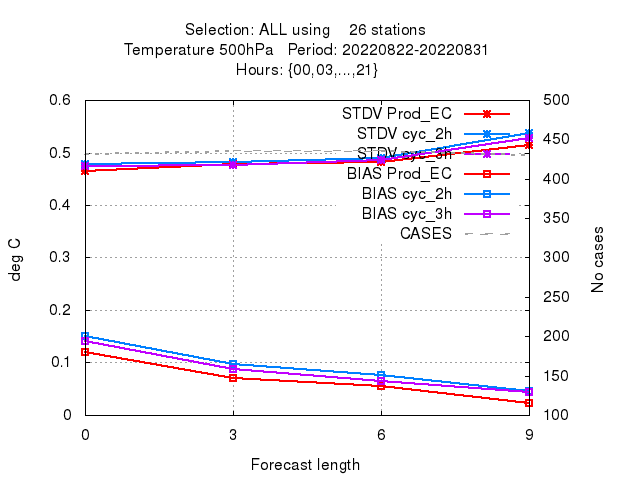 Selection: ALL using    26 stations
Temperature 500hPa   Period: 20220822-20220831
Hours: {00,03,...,21}
0.6
500
STDV Prod_EC
STDV cyc_2h
450
0.5
STDV cyc_3h
BIAS Prod_EC
400
BIAS cyc_2h
0.4
BIAS cyc_3h
350
CASES
deg C
0.3
300
No cases
250
0.2
200
0.1
150
0
100
0
3
6
9
Forecast length